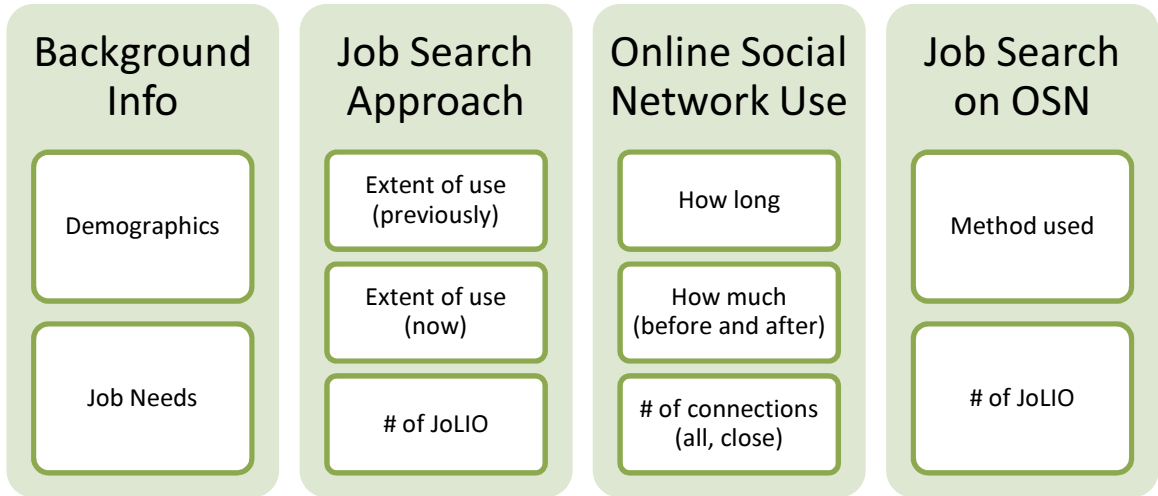 Background
Info
Demographics
Job Needs
Job Search
Approach
Extent of use
(previously)
Extent of use
(now)
# of JoLIO
Online Social
Network Use
How long
How much
(before and after)
# of connections
(all, close)
Job Search
on OSN
Method used
# of JoLIO